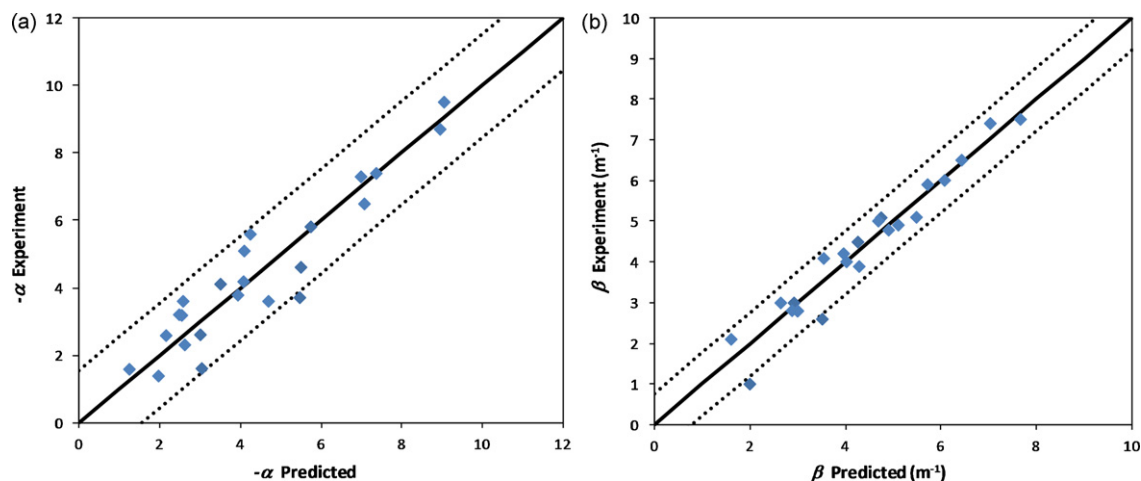 (a)
12
10
8
6
4
2
0
-α Experiment
0 2 4 6 8 10 12
-α Predicted
(b)
10
9
8
7
6
5
4
3
2
1
0
β Experiment (m⁻¹)
0 2 4 6 8 10
β Predicted (m⁻¹)